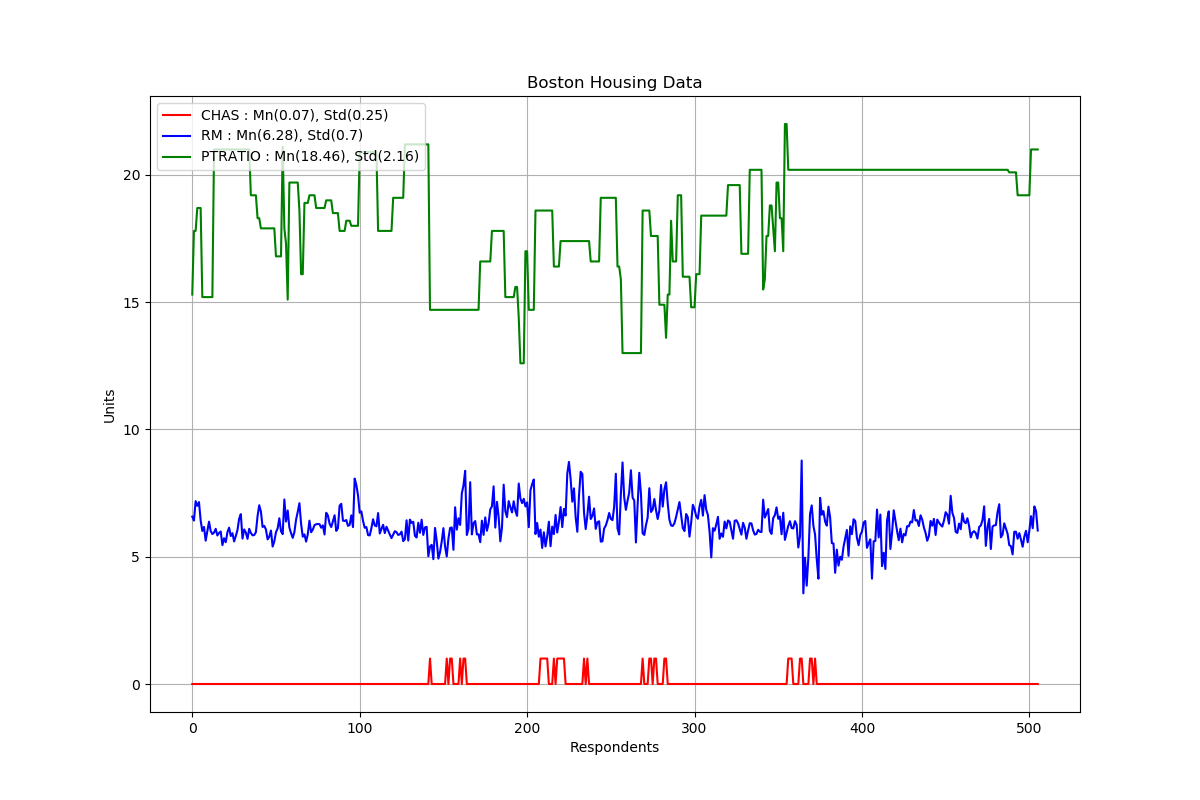 Boston Housing Data
CHAS : Mn(0.07), Std(0.25)
RM : Mn(6.28), Std(0.7)
PTRATIO : Mn(18.46), Std(2.16)
20
15
10
5
0
Units
0 100 200 300 400 500
Respondents